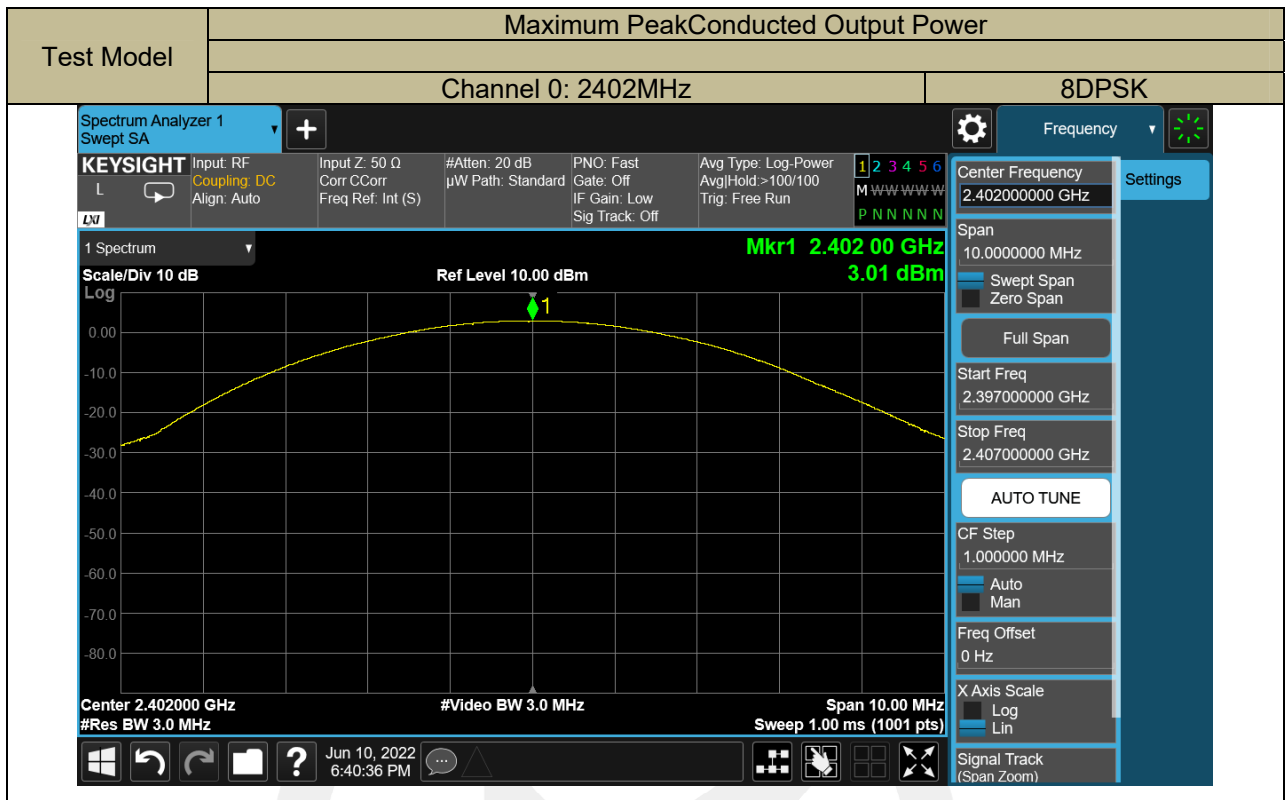 Test Model
Maximum PeakConducted Output Power
Channel 0: 2402MHz
8DPSK
Spectrum Analyzer 1
Swept SA
Frequency
KEYSIGHT
L
LXI
Input: RF
Coupling: DC
Align: Auto
Input Z: 50 Ω
Corr CCorr
Freq Ref: Int (S)
#Atten: 20 dB
µW Path: Standard
PNO: Fast
Gate: Off
IF Gain: Low
Sig Track: Off
Avg Type: Log-Power
Avg|Hold:>100/100
Trig: Free Run
1 2 3 4 5 6
M W W W W W
P N N N N N
1 Spectrum
Scale/Div 10 dB
Log
Ref Level 10.00 dBm
Mkr1 2.402 00 GHz
3.01 dBm
1
0.00
-10.0
-20.0
-30.0
-40.0
-50.0
-60.0
-70.0
-80.0
Center 2.402000 GHz
#Res BW 3.0 MHz
#Video BW 3.0 MHz
Span 10.00 MHz
Sweep 1.00 ms (1001 pts)
Jun 10, 2022
6:40:36 PM
Center Frequency
2.402000000 GHz
Settings
Span
10.0000000 MHz
Swept Span
Zero Span
Full Span
Start Freq
2.397000000 GHz
Stop Freq
2.407000000 GHz
AUTO TUNE
CF Step
1.000000 MHz
Auto
Man
Freq Offset
0 Hz
X Axis Scale
Log
Lin
Signal Track
(Span Zoom)